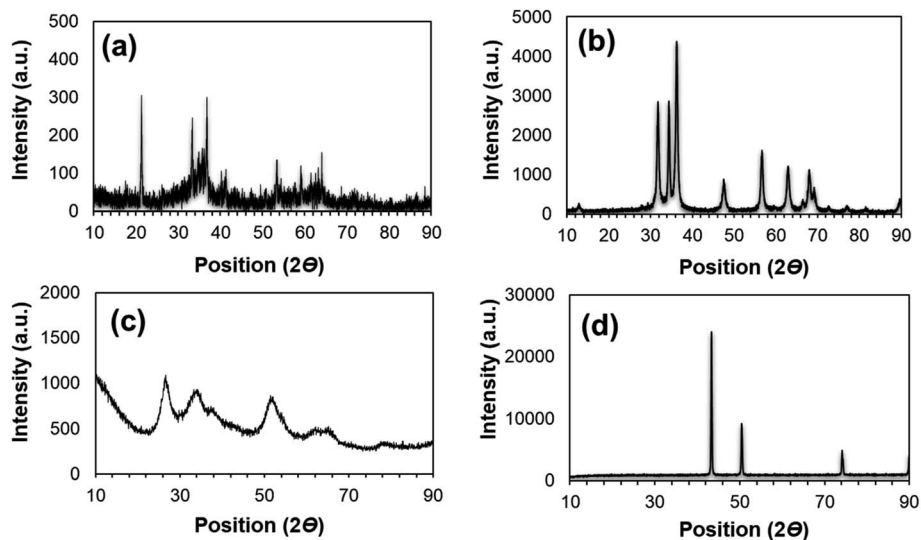 (a)
Intensity (a.u.)
500
400
300
200
100
0
10 20 30 40 50 60 70 80 90
Position (2Θ)
(b)
Intensity (a.u.)
5000
4000
3000
2000
1000
0
10 20 30 40 50 60 70 80 90
Position (2Θ)
(c)
Intensity (a.u.)
2000
1500
1000
500
0
10 30 50 70 90
Position (2Θ)
(d)
Intensity (a.u.)
30000
20000
10000
0
10 30 50 70 90
Position (2Θ)